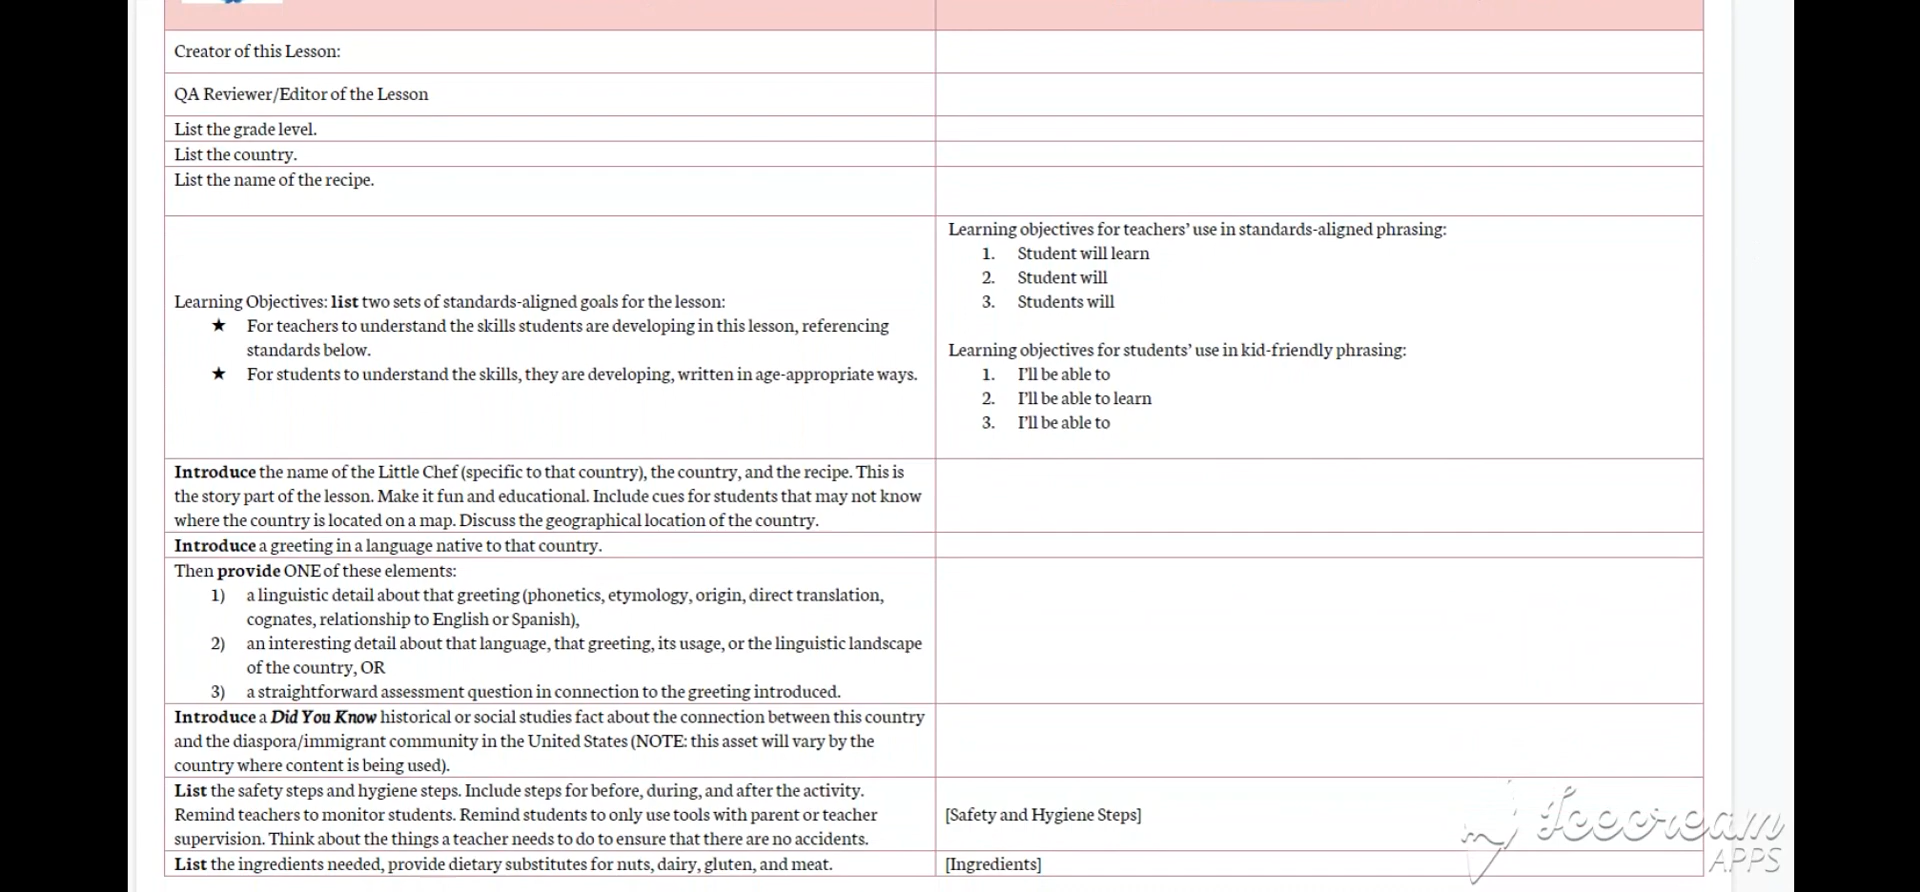 Creator of this Lesson:
QA Reviewer/Editor of the Lesson
List the grade level.
List the country.
List the name of the recipe.
Learning Objectives: list two sets of standards-aligned goals for the lesson:
★ For teachers to understand the skills students are developing in this lesson, referencing
standards below.
★ For students to understand the skills, they are developing, written in age-appropriate ways.
Learning objectives for teachers’ use in standards-aligned phrasing:
1. Student will learn
2. Student will
3. Students will
Learning objectives for students’ use in kid-friendly phrasing:
1. I’ll be able to
2. I’ll be able to learn
3. I’ll be able to
Introduce the name of the Little Chef (specific to that country), the country, and the recipe. This is
the story part of the lesson. Make it fun and educational. Include cues for students that may not know
where the country is located on a map. Discuss the geographical location of the country.
Introduce a greeting in a language native to that country.
Then provide ONE of these elements:
1) a linguistic detail about that greeting (phonetics, etymology, origin, direct translation,
cognates, relationship to English or Spanish),
2) an interesting detail about that language, that greeting, its usage, or the linguistic landscape
of the country, OR
3) a straightforward assessment question in connection to the greeting introduced.
Introduce a Did You Know historical or social studies fact about the connection between this country
and the diaspora/immigrant community in the United States (NOTE: this asset will vary by the
country where content is being used).
List the safety steps and hygiene steps. Include steps for before, during, and after the activity.
Remind teachers to monitor students. Remind students to only use tools with parent or teacher
supervision. Think about the things a teacher needs to do to ensure that there are no accidents.
[Safety and Hygiene Steps]
List the ingredients needed, provide dietary substitutes for nuts, dairy, gluten, and meat.
[Ingredients]
Icecream
APPS